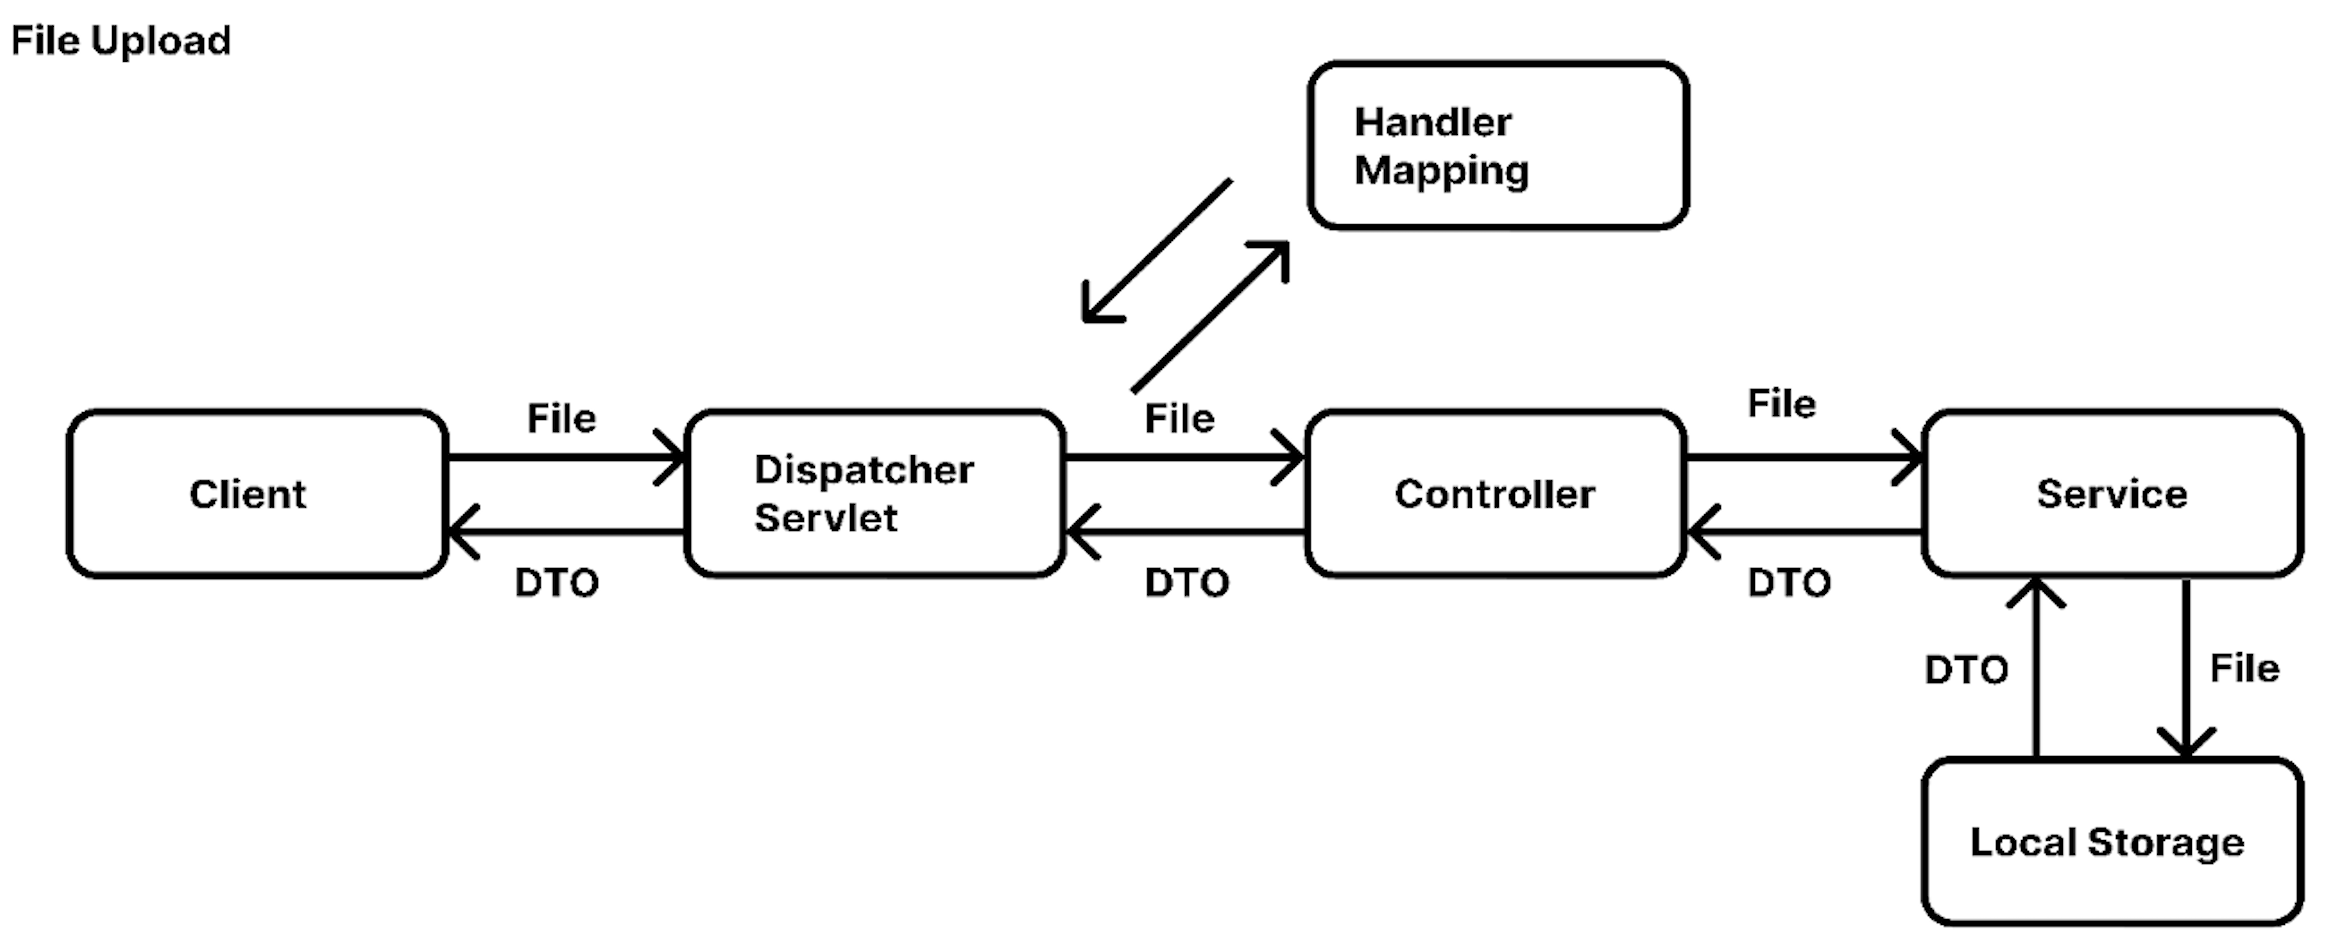 File Upload
Handler
Mapping
File
File
File
Client
Dispatcher
Servlet
Controller
Service
DTO
DTO
DTO
DTO
File
Local Storage